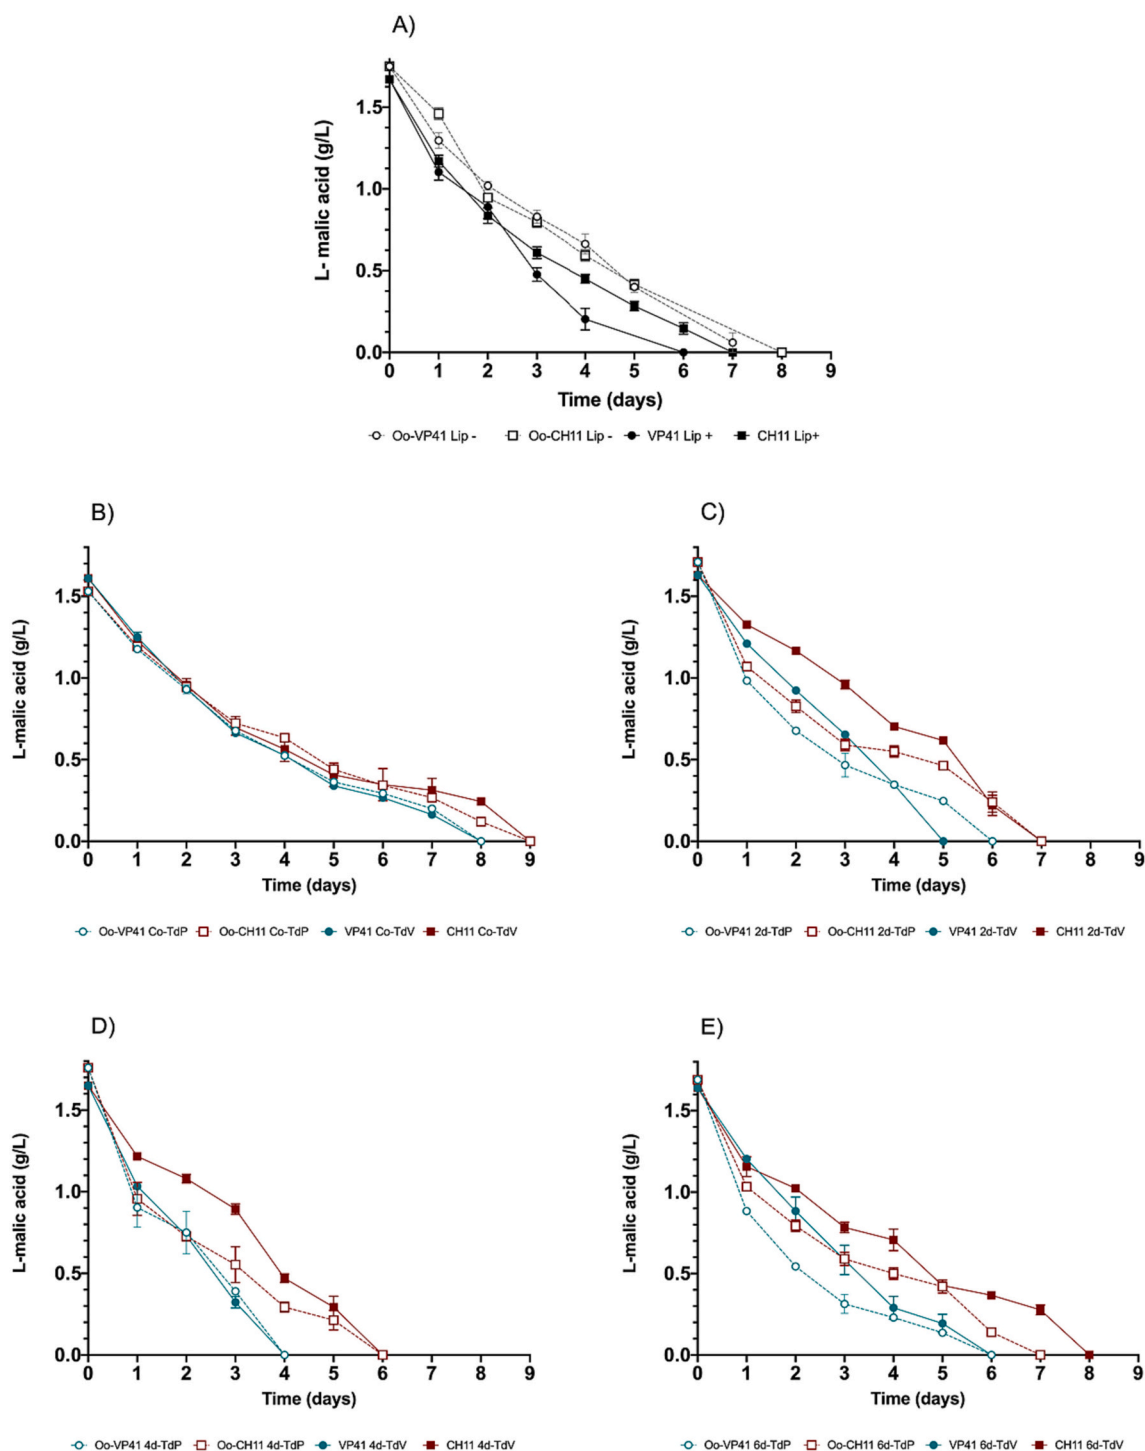 A)
L- malic acid (g/L)
1.5
1.0
0.5
0.0
0 1 2 3 4 5 6 7 8 9
Time (days)
Oo-VP41 Lip - Oo-CH11 Lip - VP41 Lip + CH11 Lip+
B)
L-malic acid (g/L)
1.5
1.0
0.5
0.0
0 1 2 3 4 5 6 7 8 9
Time (days)
Oo-VP41 Co-TdP Oo-CH11 Co-TdP VP41 Co-TdV CH11 Co-TdV
C)
L-malic acid (g/L)
1.5
1.0
0.5
0.0
0 1 2 3 4 5 6 7 8 9
Time (days)
Oo-VP41 2d-TdP Oo-CH11 2d-TdP VP41 2d-TdV CH11 2d-TdV
D)
L-malic acid (g/L)
1.5
1.0
0.5
0.0
0 1 2 3 4 5 6 7 8 9
Time (days)
Oo-VP41 4d-TdP Oo-CH11 4d-TdP VP41 4d-TdV CH11 4d-TdV
E)
L-malic acid (g/L)
1.5
1.0
0.5
0.0
0 1 2 3 4 5 6 7 8 9
Time (days)
Oo-VP41 6d-TdP Oo-CH11 6d-TdP VP41 6d-TdV CH11 6d-TdV